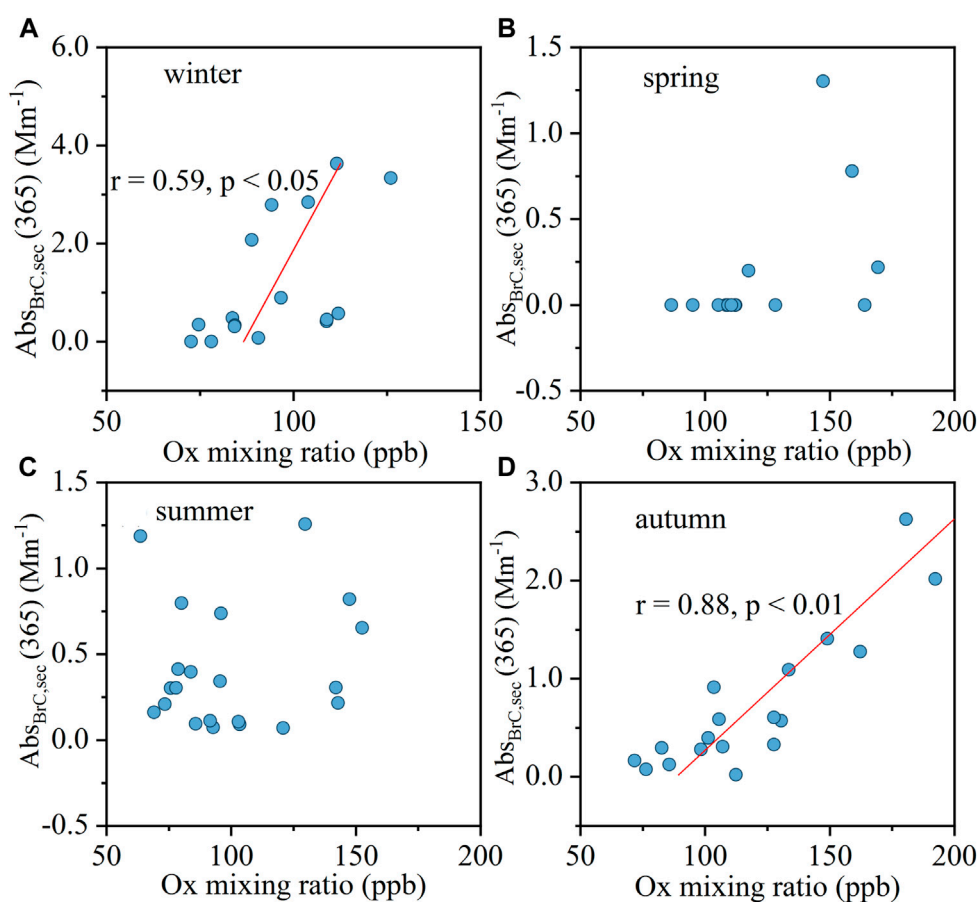 A
6.0
4.0
2.0
0.0
winter
r = 0.59, p < 0.05
50
100
150
Abs_BrC,sec (365) (Mm⁻¹)
Ox mixing ratio (ppb)
B
1.5
1.0
0.5
0.0
-0.5
spring
50
100
150
200
Abs_BrC,sec (365) (Mm⁻¹)
Ox mixing ratio (ppb)
C
1.5
1.0
0.5
0.0
-0.5
summer
50
100
150
200
Abs_BrC,sec (365) (Mm⁻¹)
Ox mixing ratio (ppb)
D
3.0
2.0
1.0
0.0
autumn
r = 0.88, p < 0.01
50
100
150
200
Abs_BrC,sec (365) (Mm⁻¹)
Ox mixing ratio (ppb)